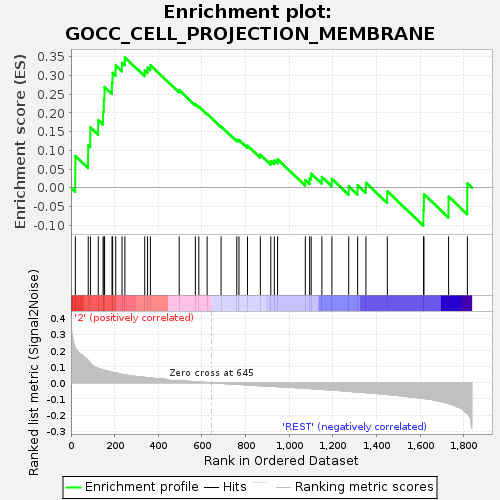 Enrichment plot:
GOCC_CELL_PROJECTION_MEMBRANE
Enrichment score (ES)
0.35
0.30
0.25
0.20
0.15
0.10
0.05
0.00
-0.05
-0.10
'2' (positively correlated)
Zero cross at 645
'REST' (negatively correlated)
Ranked list metric (Signal2Noise)
0.4
0.3
0.2
0.1
0.0
-0.1
-0.2
-0.3
0 200 400 600 800 1,000 1,200 1,400 1,600 1,800
Rank in Ordered Dataset
Enrichment profile Hits Ranking metric scores